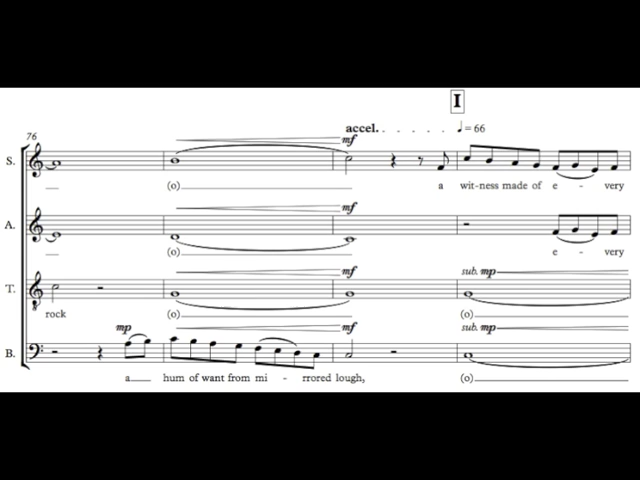 I
accel. . . . . . . ♩ = 66
76
mf
S.
(o)
a wit-ness made of e - very
mf
A.
(o)
e - very
mf
sub. mp
T.
rock
(o)
(o)
mp
mf
sub. mp
B.
a hum of want from mi - rrored lough,
(o)